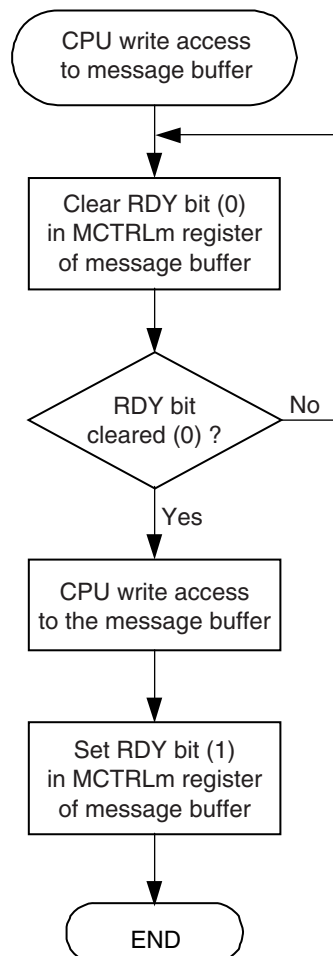 CPU write access
to message buffer
Clear RDY bit (0)
in MCTRLm register
of message buffer
RDY bit
cleared (0) ?
No
Yes
CPU write access
to the message buffer
Set RDY bit (1)
in MCTRLm register
of message buffer
END